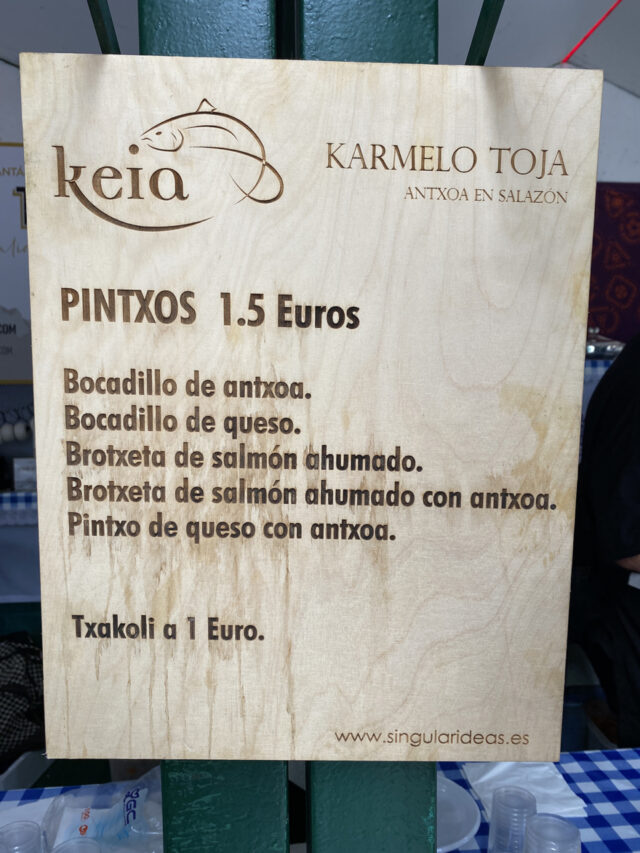 keia
KARMELO TOJA
ANTXOA EN SALAZÓN
PINTXOS 1.5 Euros
Bocadillo de antxoa.
Bocadillo de queso.
Brotxeta de salmón ahumado.
Brotxeta de salmón ahumado con antxoa.
Pintxo de queso con antxoa.
Txakoli a 1 Euro.
www.singularideas.es